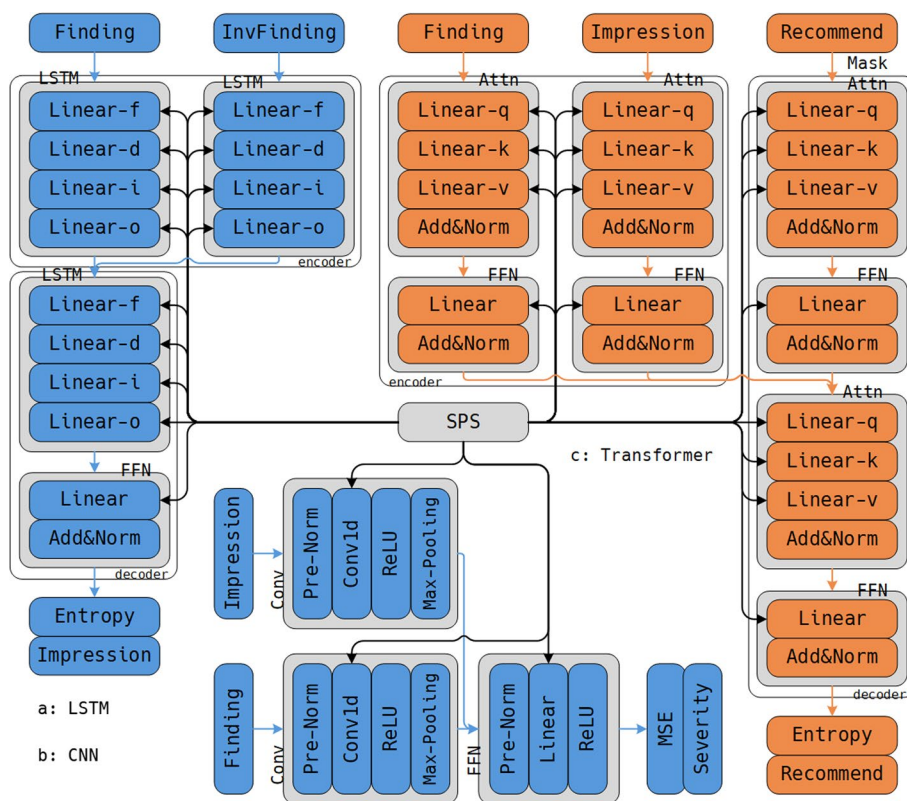 Finding
InvFinding
LSTM
Linear-f
Linear-d
Linear-i
Linear-o
LSTM
Linear-f
Linear-d
Linear-i
Linear-o
encoder
LSTM
Linear-f
Linear-d
Linear-i
Linear-o
FFN
Linear
Add&Norm
decoder
Entropy
Impression
a: LSTM
b: CNN
Finding
Impression
Attn
Linear-q
Linear-k
Linear-v
Add&Norm
FFN
Linear
Add&Norm
Attn
Linear-q
Linear-k
Linear-v
Add&Norm
FFN
Linear
Add&Norm
encoder
SPS
c: Transformer
Recommend
Mask
Attn
Linear-q
Linear-k
Linear-v
Add&Norm
FFN
Linear
Add&Norm
Attn
Linear-q
Linear-k
Linear-v
Add&Norm
FFN
Linear
Add&Norm
decoder
Entropy
Recommend
Impression
Conv
Pre-Norm
Conv1d
ReLU
Max-Pooling
Finding
Conv
Pre-Norm
Conv1d
ReLU
Max-Pooling
FFN
Pre-Norm
Linear
ReLU
MSE
Severity